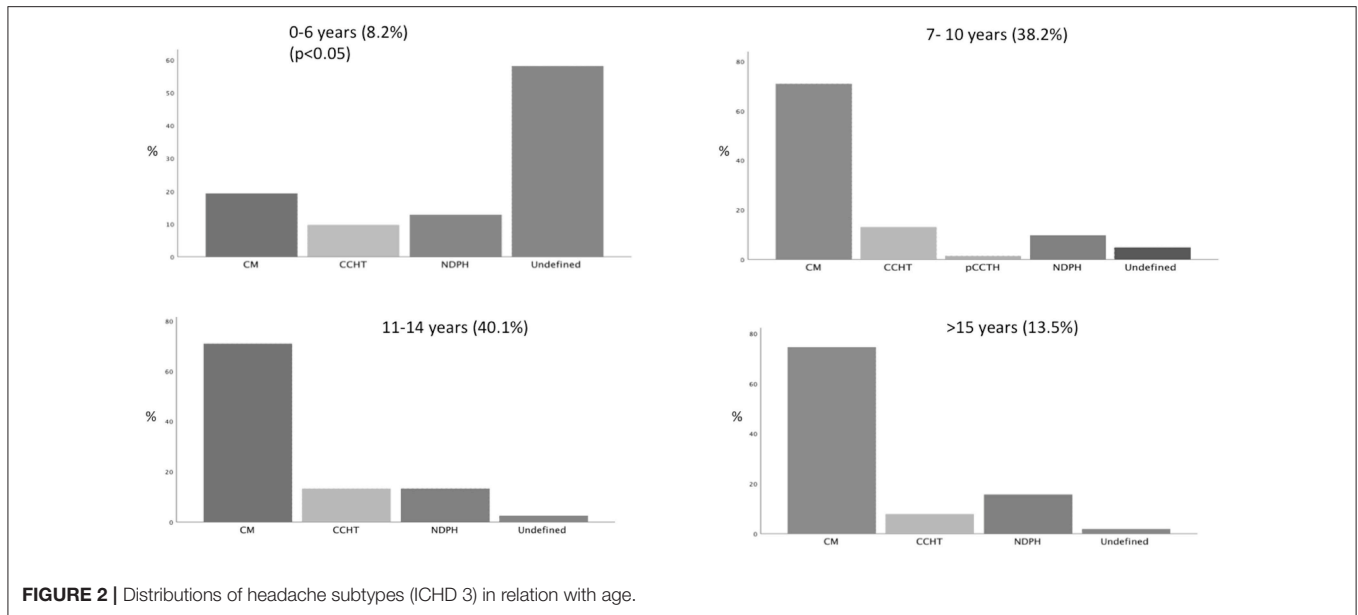 0-6 years (8.2%)
(p<0.05)
60
50
40
30
20
10
0
%
CM CCHT NDPH Undefined
7- 10 years (38.2%)
80
60
40
20
0
%
CM CCHT pCCTH NDPH Undefined
11-14 years (40.1%)
80
60
40
20
0
%
CM CCHT NDPH Undefined
>15 years (13.5%)
80
60
40
20
0
%
CM CCHT NDPH Undefined
FIGURE 2 | Distributions of headache subtypes (ICHD 3) in relation with age.